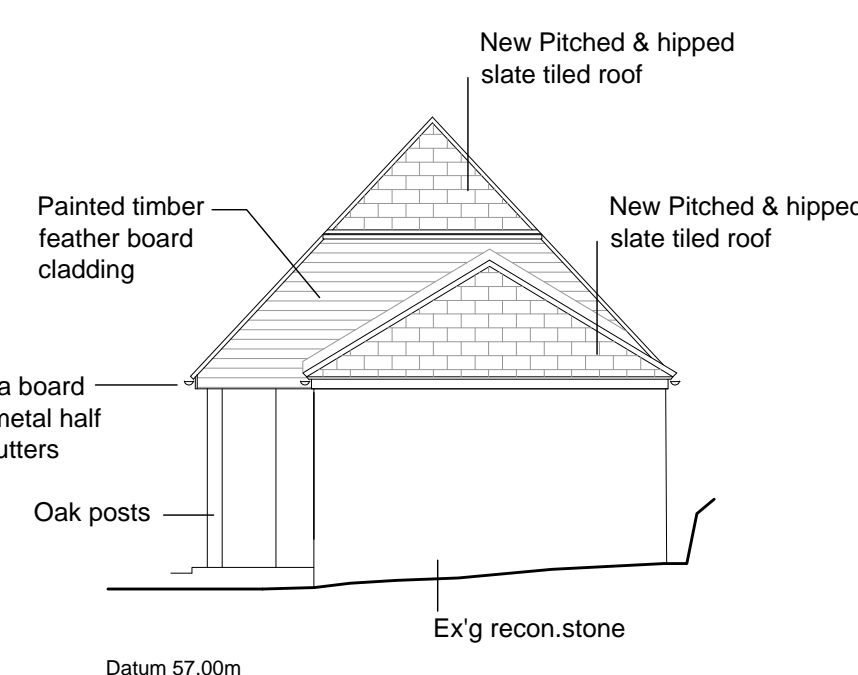 New Pitched & hipped
slate tiled roof
Painted timber
feather board
cladding
New Pitched & hipped
slate tiled roof
a board
metal half
utters
Oak posts
Ex'g recon.stone
Datum 57.00m